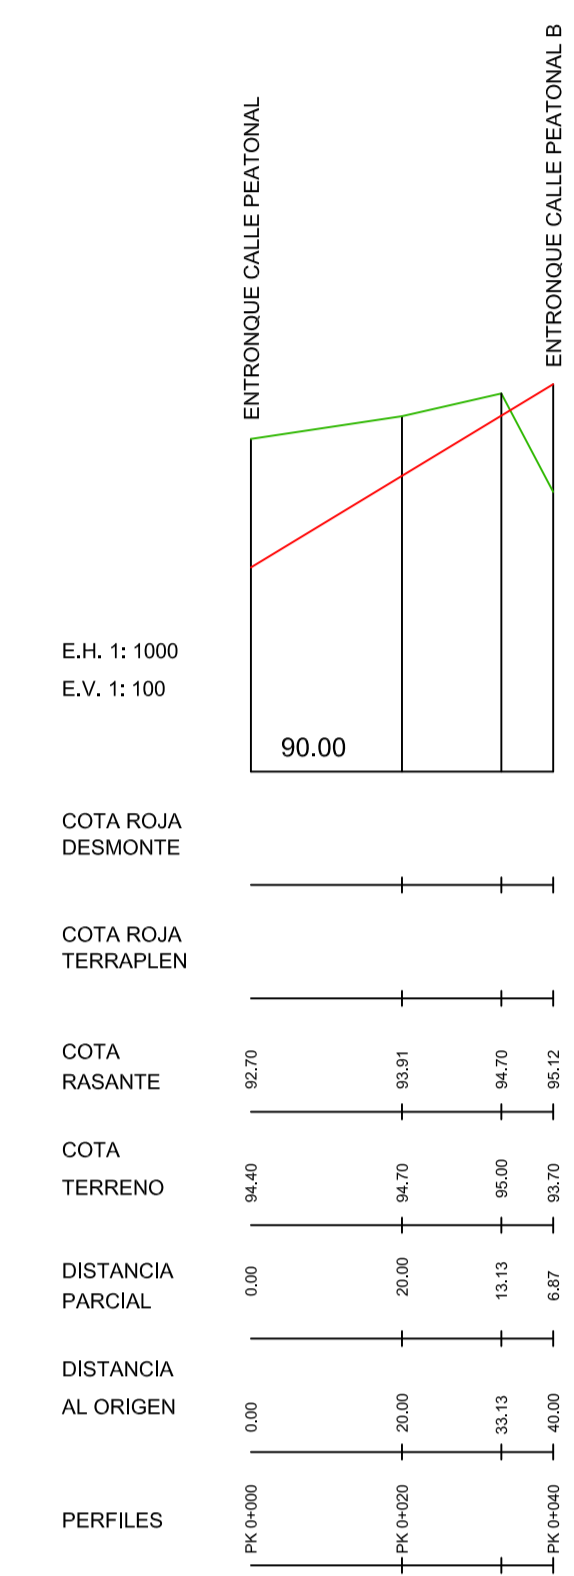 ENTRONQUE CALLE PEATONAL
ENTRONQUE CALLE PEATONAL B
E.H. 1: 1000
E.V. 1: 100
90.00
COTA ROJA
DESMONTE
COTA ROJA
TERRAPLEN
COTA
RASANTE
92.70
93.91
94.70
95.12
COTA
TERRENO
94.40
94.70
95.00
93.70
DISTANCIA
PARCIAL
0.00
20.00
13.13
6.87
DISTANCIA
AL ORIGEN
0.00
20.00
33.13
40.00
PERFILES
PK 0+000
PK 0+020
PK 0+040